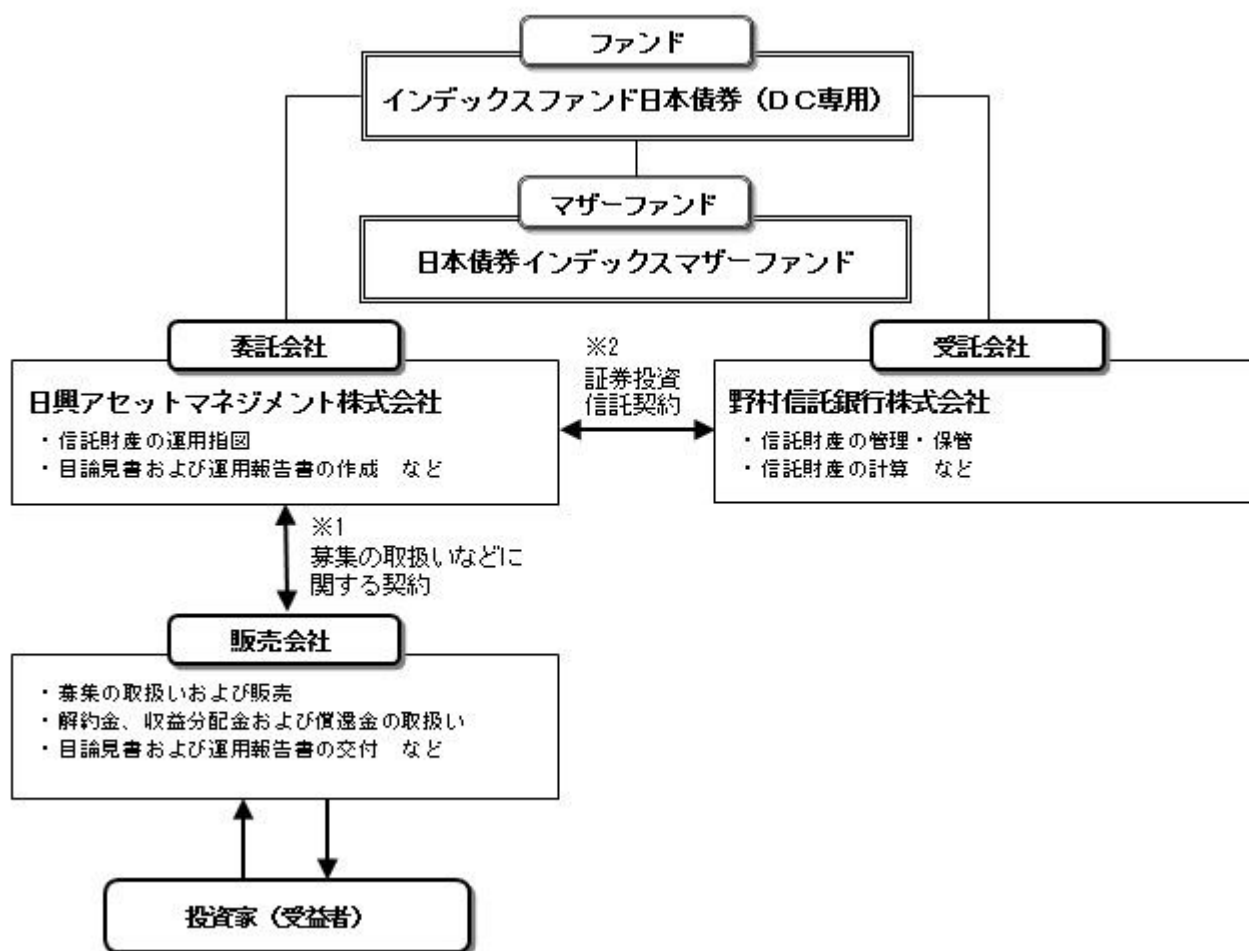 ファンド
インデックスファンド日本債券（ＤＣ専用）
マザーファンド
日本債券インデックスマザーファンド
委託会社
日興アセットマネジメント株式会社
・信託財産の運用指図
・目論見書および運用報告書の作成　など
※2
証券投資
信託契約
受託会社
野村信託銀行株式会社
・信託財産の管理・保管
・信託財産の計算　など
※1
募集の取扱いなどに
関する契約
販売会社
・募集の取扱いおよび販売
・解約金、収益分配金および償還金の取扱い
・目論見書および運用報告書の交付　など
投資家（受益者）